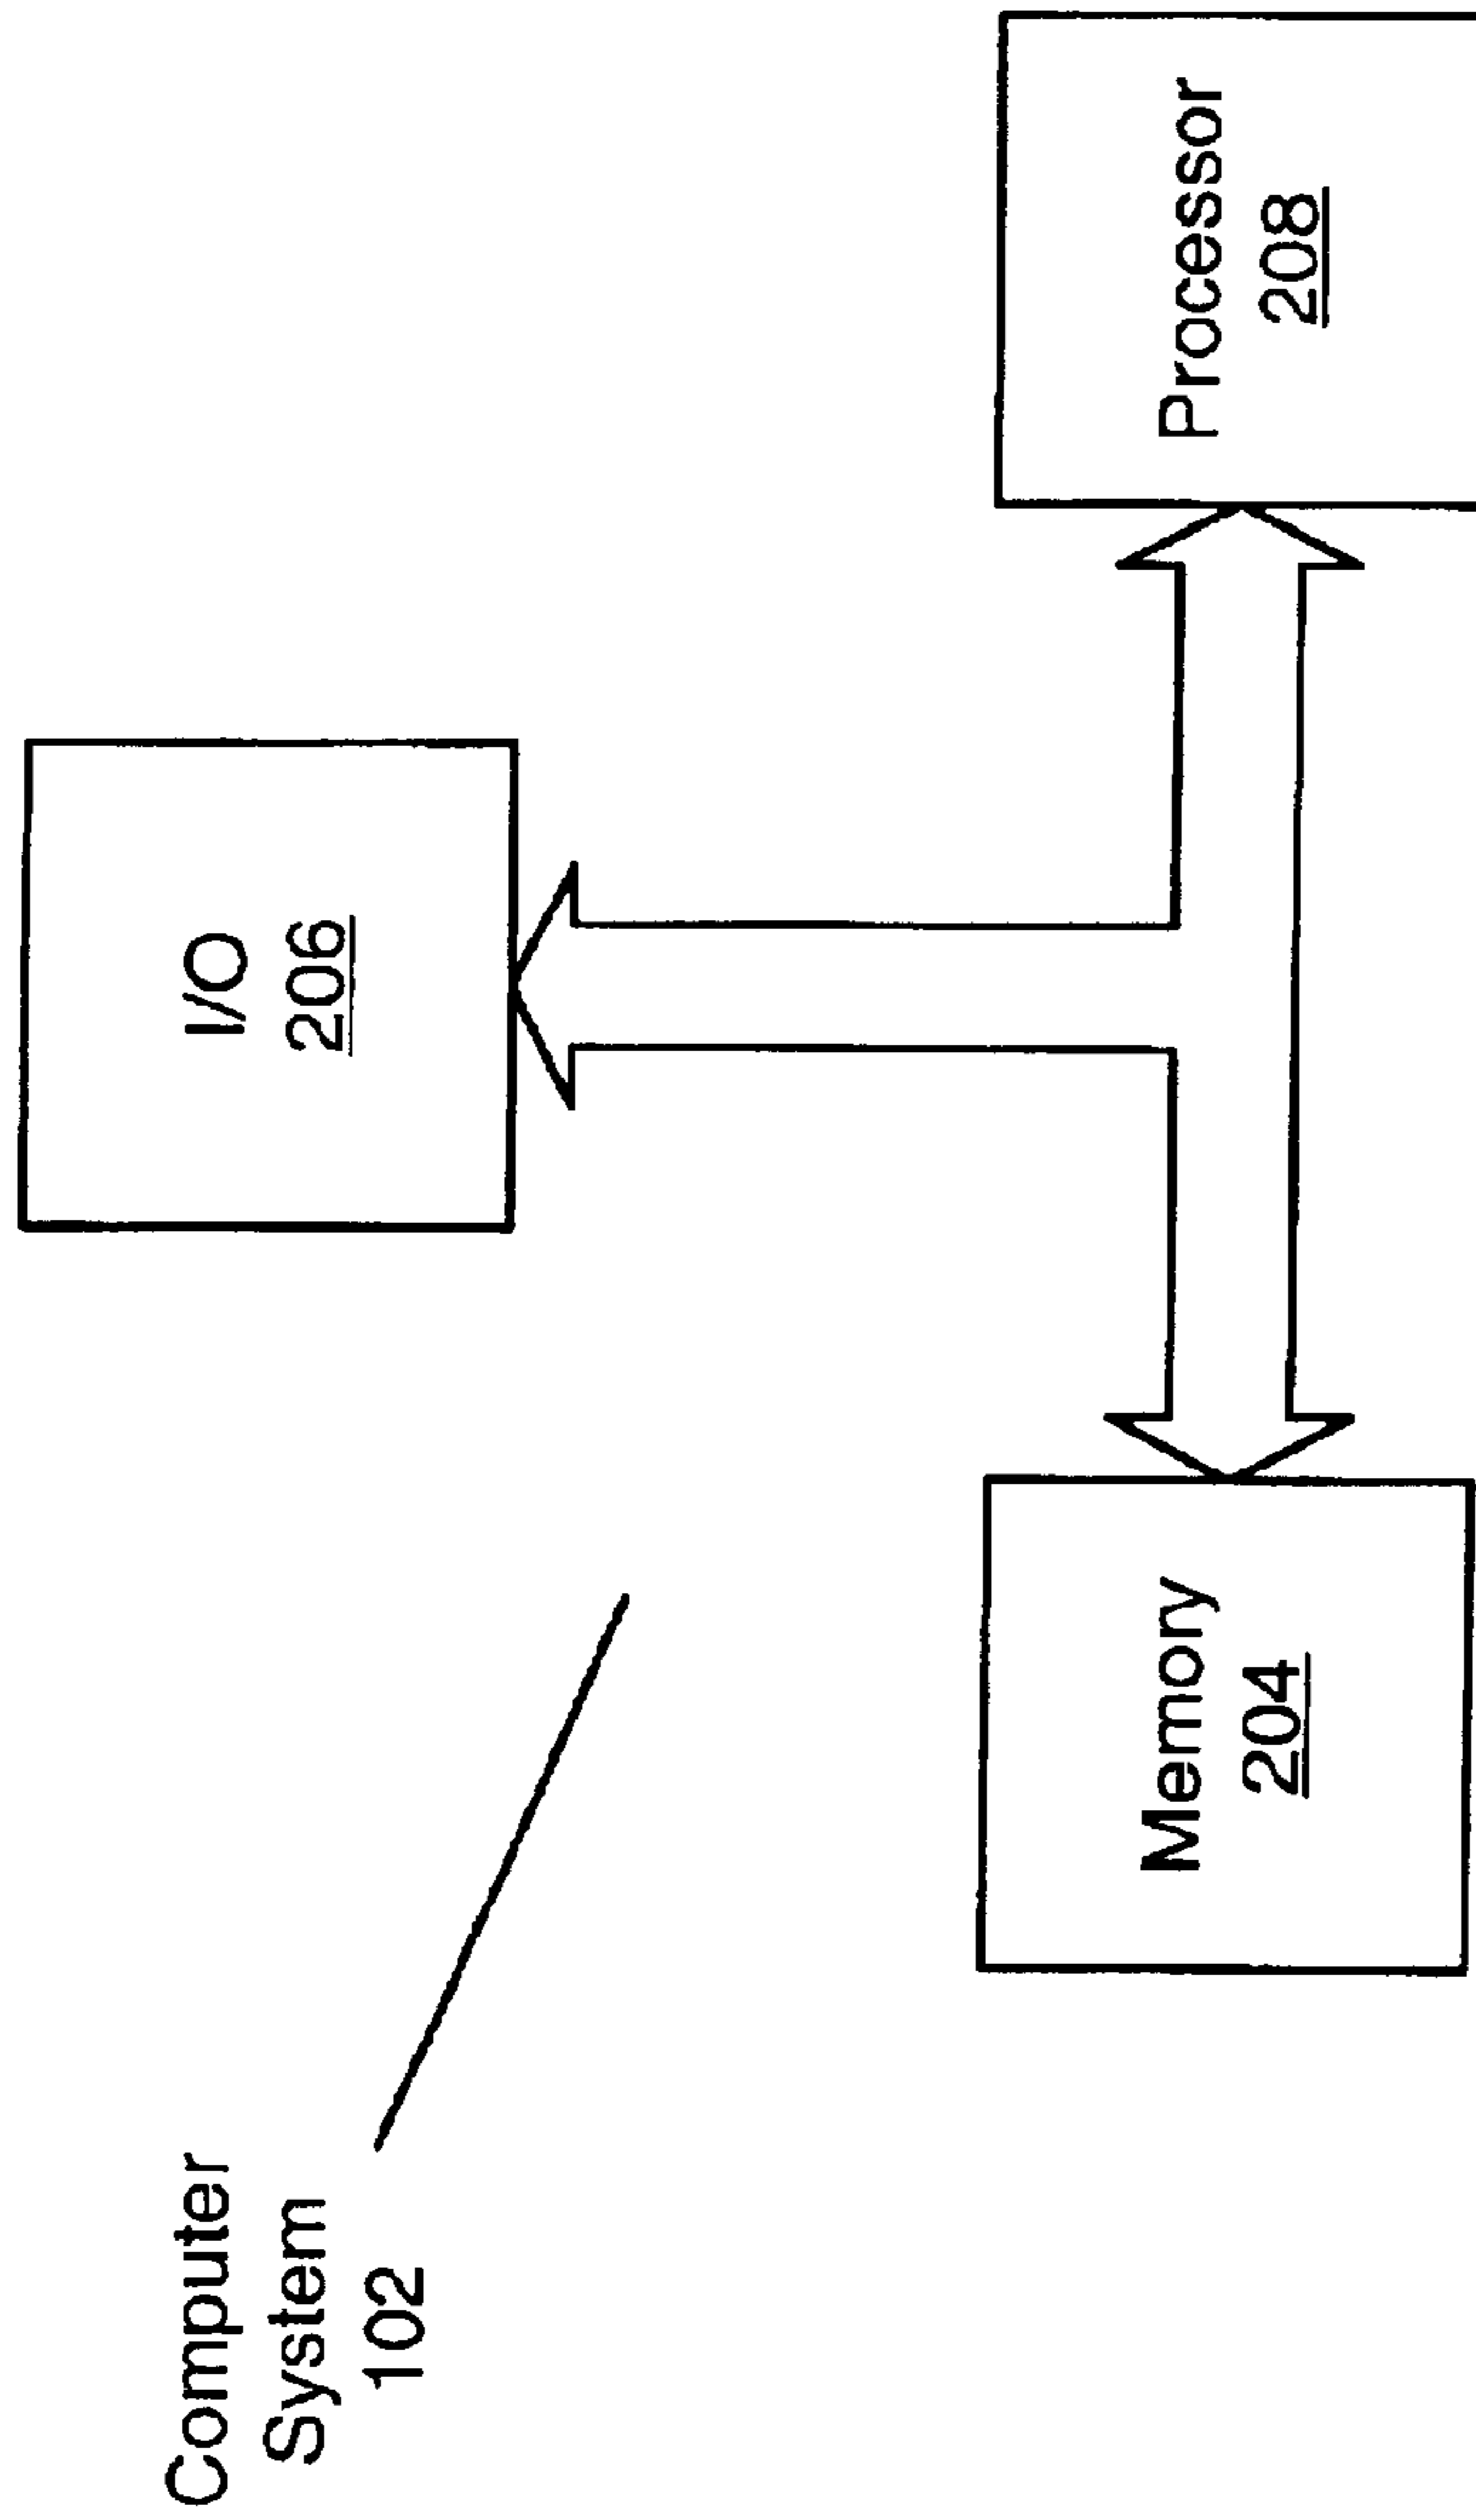 Computer
System
102
I/O
206
Memory
204
Processor
208